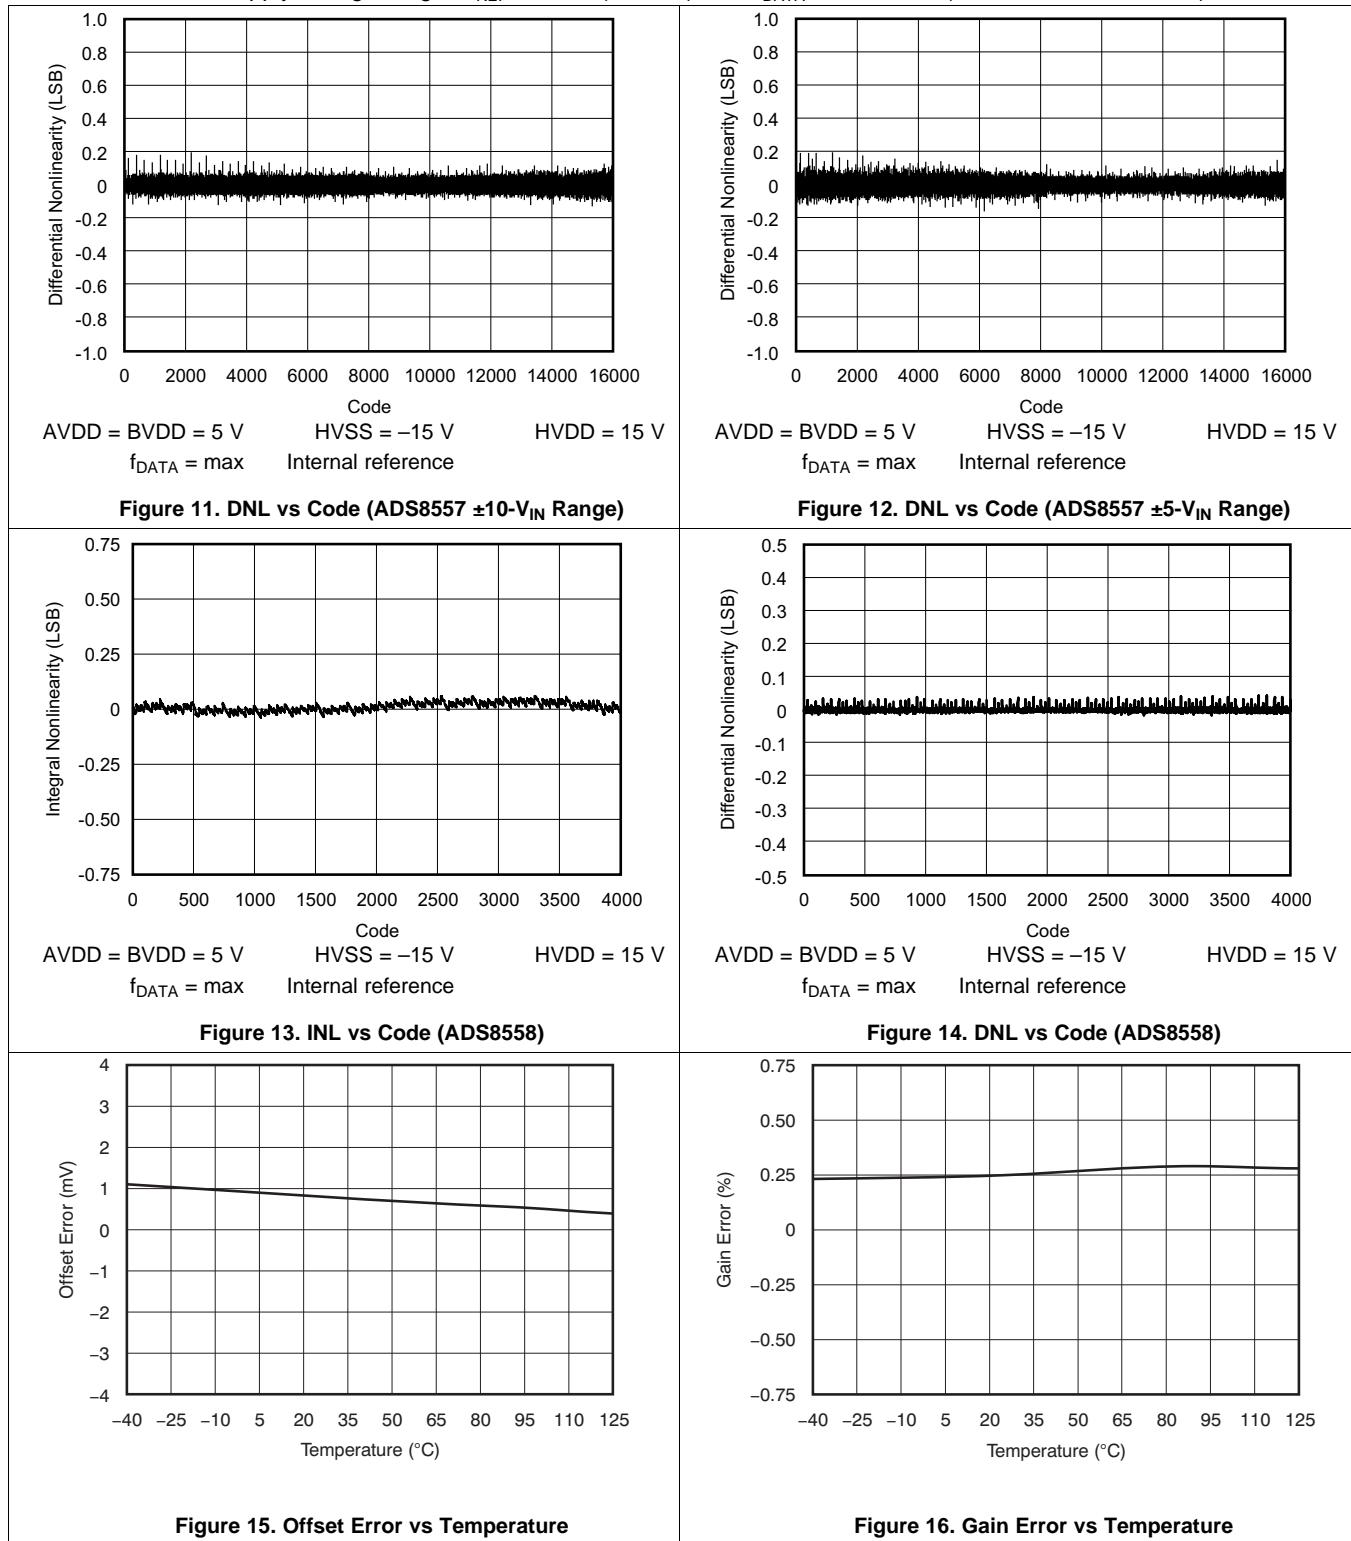 1.0
0.8
0.6
0.4
0.2
0
-0.2
-0.4
-0.6
-0.8
-1.0
Differential Nonlinearity (LSB)
0 2000 4000 6000 8000 10000 12000 14000 16000
Code
AVDD = BVDD = 5 V HVSS = –15 V HVDD = 15 V
fDATA = max Internal reference
Figure 11. DNL vs Code (ADS8557 ±10-VIN Range)
1.0
0.8
0.6
0.4
0.2
0
-0.2
-0.4
-0.6
-0.8
-1.0
Differential Nonlinearity (LSB)
0 2000 4000 6000 8000 10000 12000 14000 16000
Code
AVDD = BVDD = 5 V HVSS = –15 V HVDD = 15 V
fDATA = max Internal reference
Figure 12. DNL vs Code (ADS8557 ±5-VIN Range)
0.75
0.50
0.25
0
-0.25
-0.50
-0.75
Integral Nonlinearity (LSB)
0 500 1000 1500 2000 2500 3000 3500 4000
Code
AVDD = BVDD = 5 V HVSS = –15 V HVDD = 15 V
fDATA = max Internal reference
Figure 13. INL vs Code (ADS8558)
0.5
0.4
0.3
0.2
0.1
0
-0.1
-0.2
-0.3
-0.4
-0.5
Differential Nonlinearity (LSB)
0 500 1000 1500 2000 2500 3000 3500 4000
Code
AVDD = BVDD = 5 V HVSS = –15 V HVDD = 15 V
fDATA = max Internal reference
Figure 14. DNL vs Code (ADS8558)
4
3
2
1
0
−1
−2
−3
−4
Offset Error (mV)
−40 −25 −10 5 20 35 50 65 80 95 110 125
Temperature (°C)
Figure 15. Offset Error vs Temperature
0.75
0.50
0.25
0
−0.25
−0.50
−0.75
Gain Error (%)
−40 −25 −10 5 20 35 50 65 80 95 110 125
Temperature (°C)
Figure 16. Gain Error vs Temperature